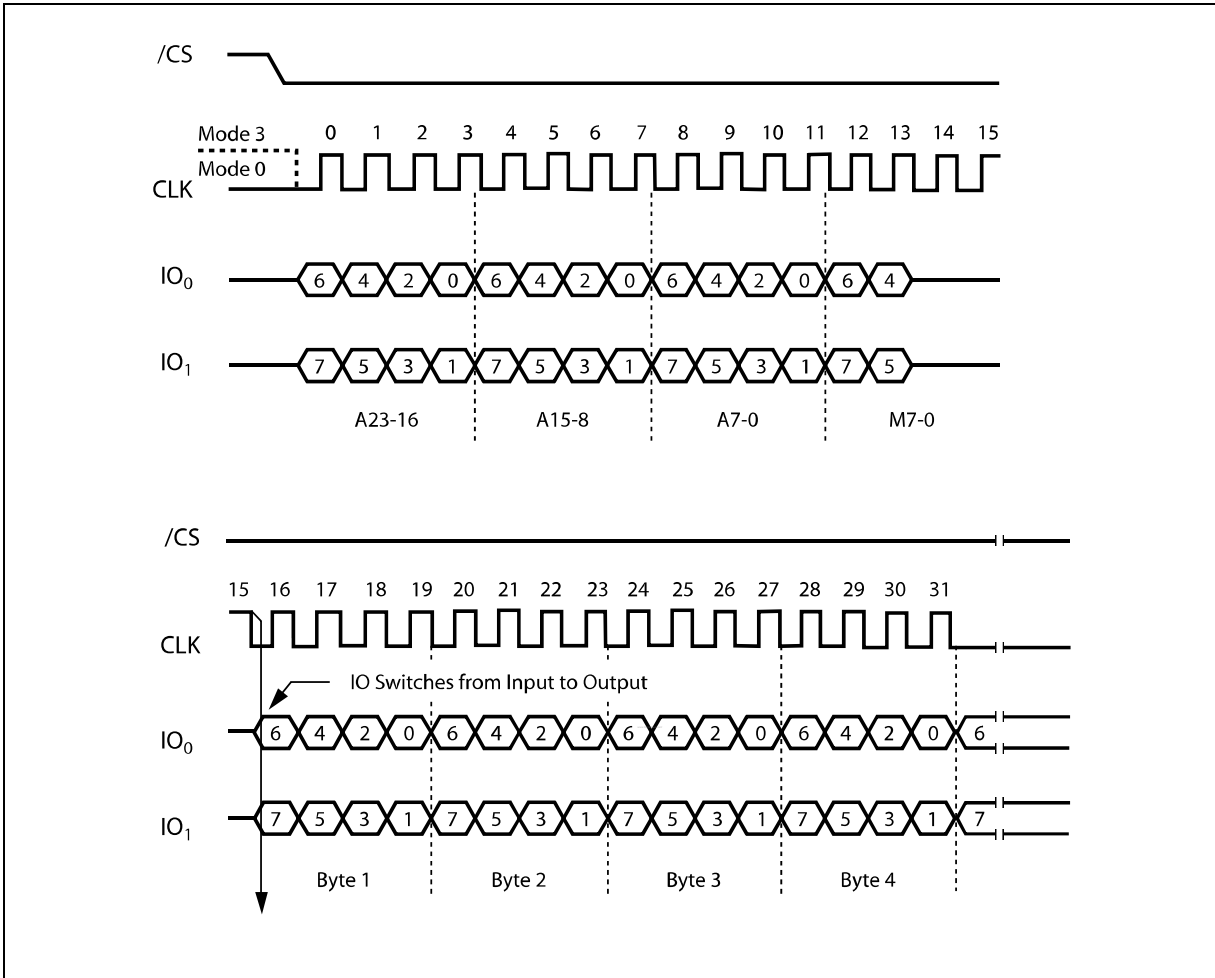 /CS
Mode 3
0 1 2 3 4 5 6 7 8 9 10 11 12 13 14 15
Mode 0
CLK
IO0 6 4 2 0 6 4 2 0 6 4 2 0 6 4
IO1 7 5 3 1 7 5 3 1 7 5 3 1 7 5
A23-16 A15-8 A7-0 M7-0
/CS
15 16 17 18 19 20 21 22 23 24 25 26 27 28 29 30 31
CLK
IO Switches from Input to Output
IO0 6 4 2 0 6 4 2 0 6 4 2 0 6 4 2 0 6
IO1 7 5 3 1 7 5 3 1 7 5 3 1 7 5 3 1 7
Byte 1 Byte 2 Byte 3 Byte 4